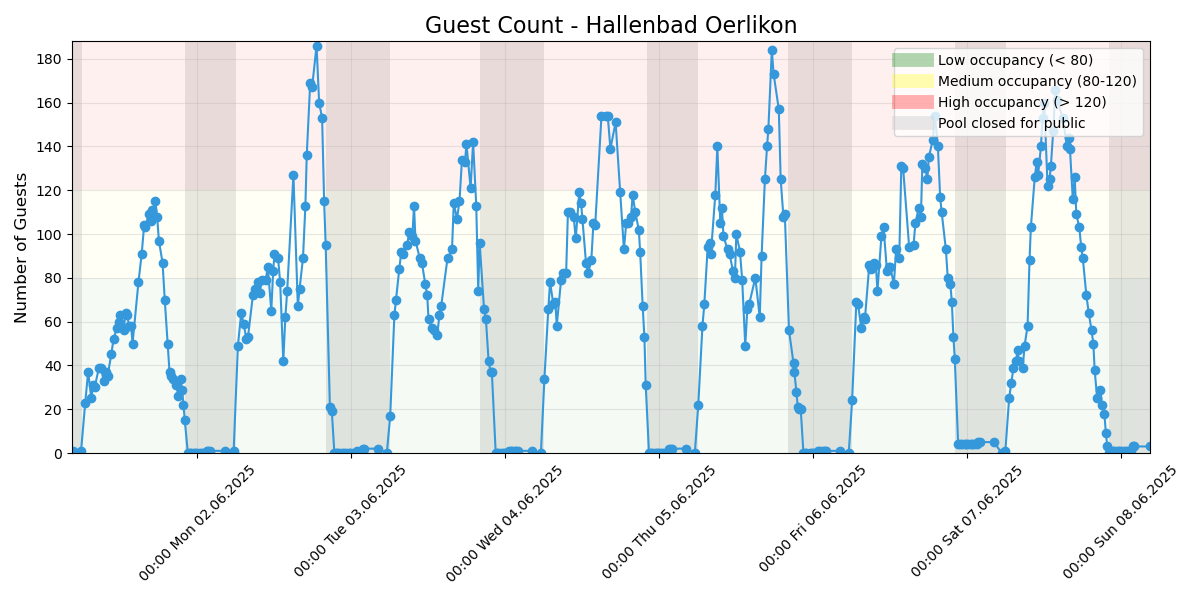 Guest Count - Hallenbad Oerlikon
Low occupancy (< 80)
Medium occupancy (80-120)
High occupancy (> 120)
Pool closed for public
Number of Guests
180
160
140
120
100
80
60
40
20
0
00:00 Mon 02.06.2025
00:00 Tue 03.06.2025
00:00 Wed 04.06.2025
00:00 Thu 05.06.2025
00:00 Fri 06.06.2025
00:00 Sat 07.06.2025
00:00 Sun 08.06.2025